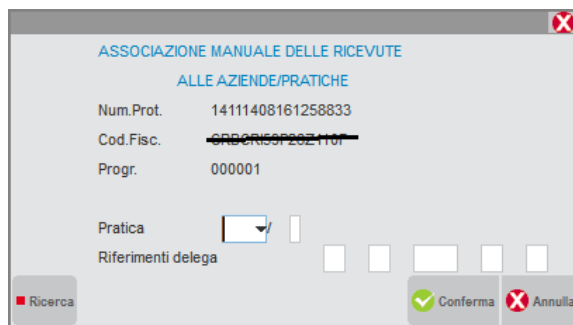 ASSOCIAZIONE MANUALE DELLE RICEVUTE
ALLE AZIENDE/PRATICHE
Num.Prot. 14111408161258833
Cod.Fisc.
Progr. 000001
Pratica /
Riferimenti delega
Ricerca Conferma Annulla